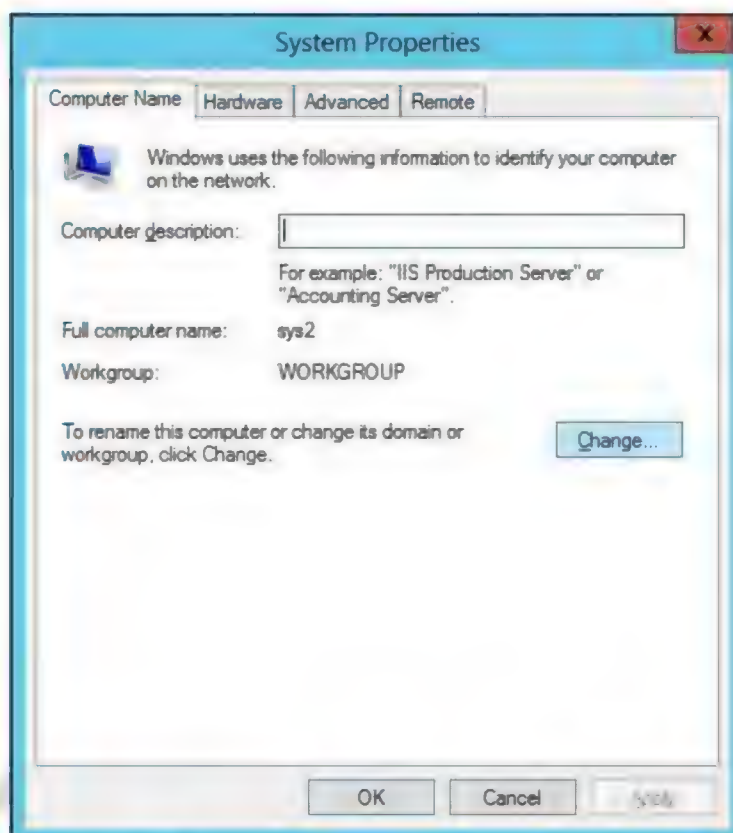 System Properties
x
Computer Name Hardware Advanced Remote
Windows uses the following information to identify your computer
on the network.
Computer description:
For example: "IIS Production Server" or
"Accounting Server".
Full computer name: sys2
Workgroup: WORKGROUP
To rename this computer or change its domain or
workgroup, click Change.
Change...
OK Cancel Apply